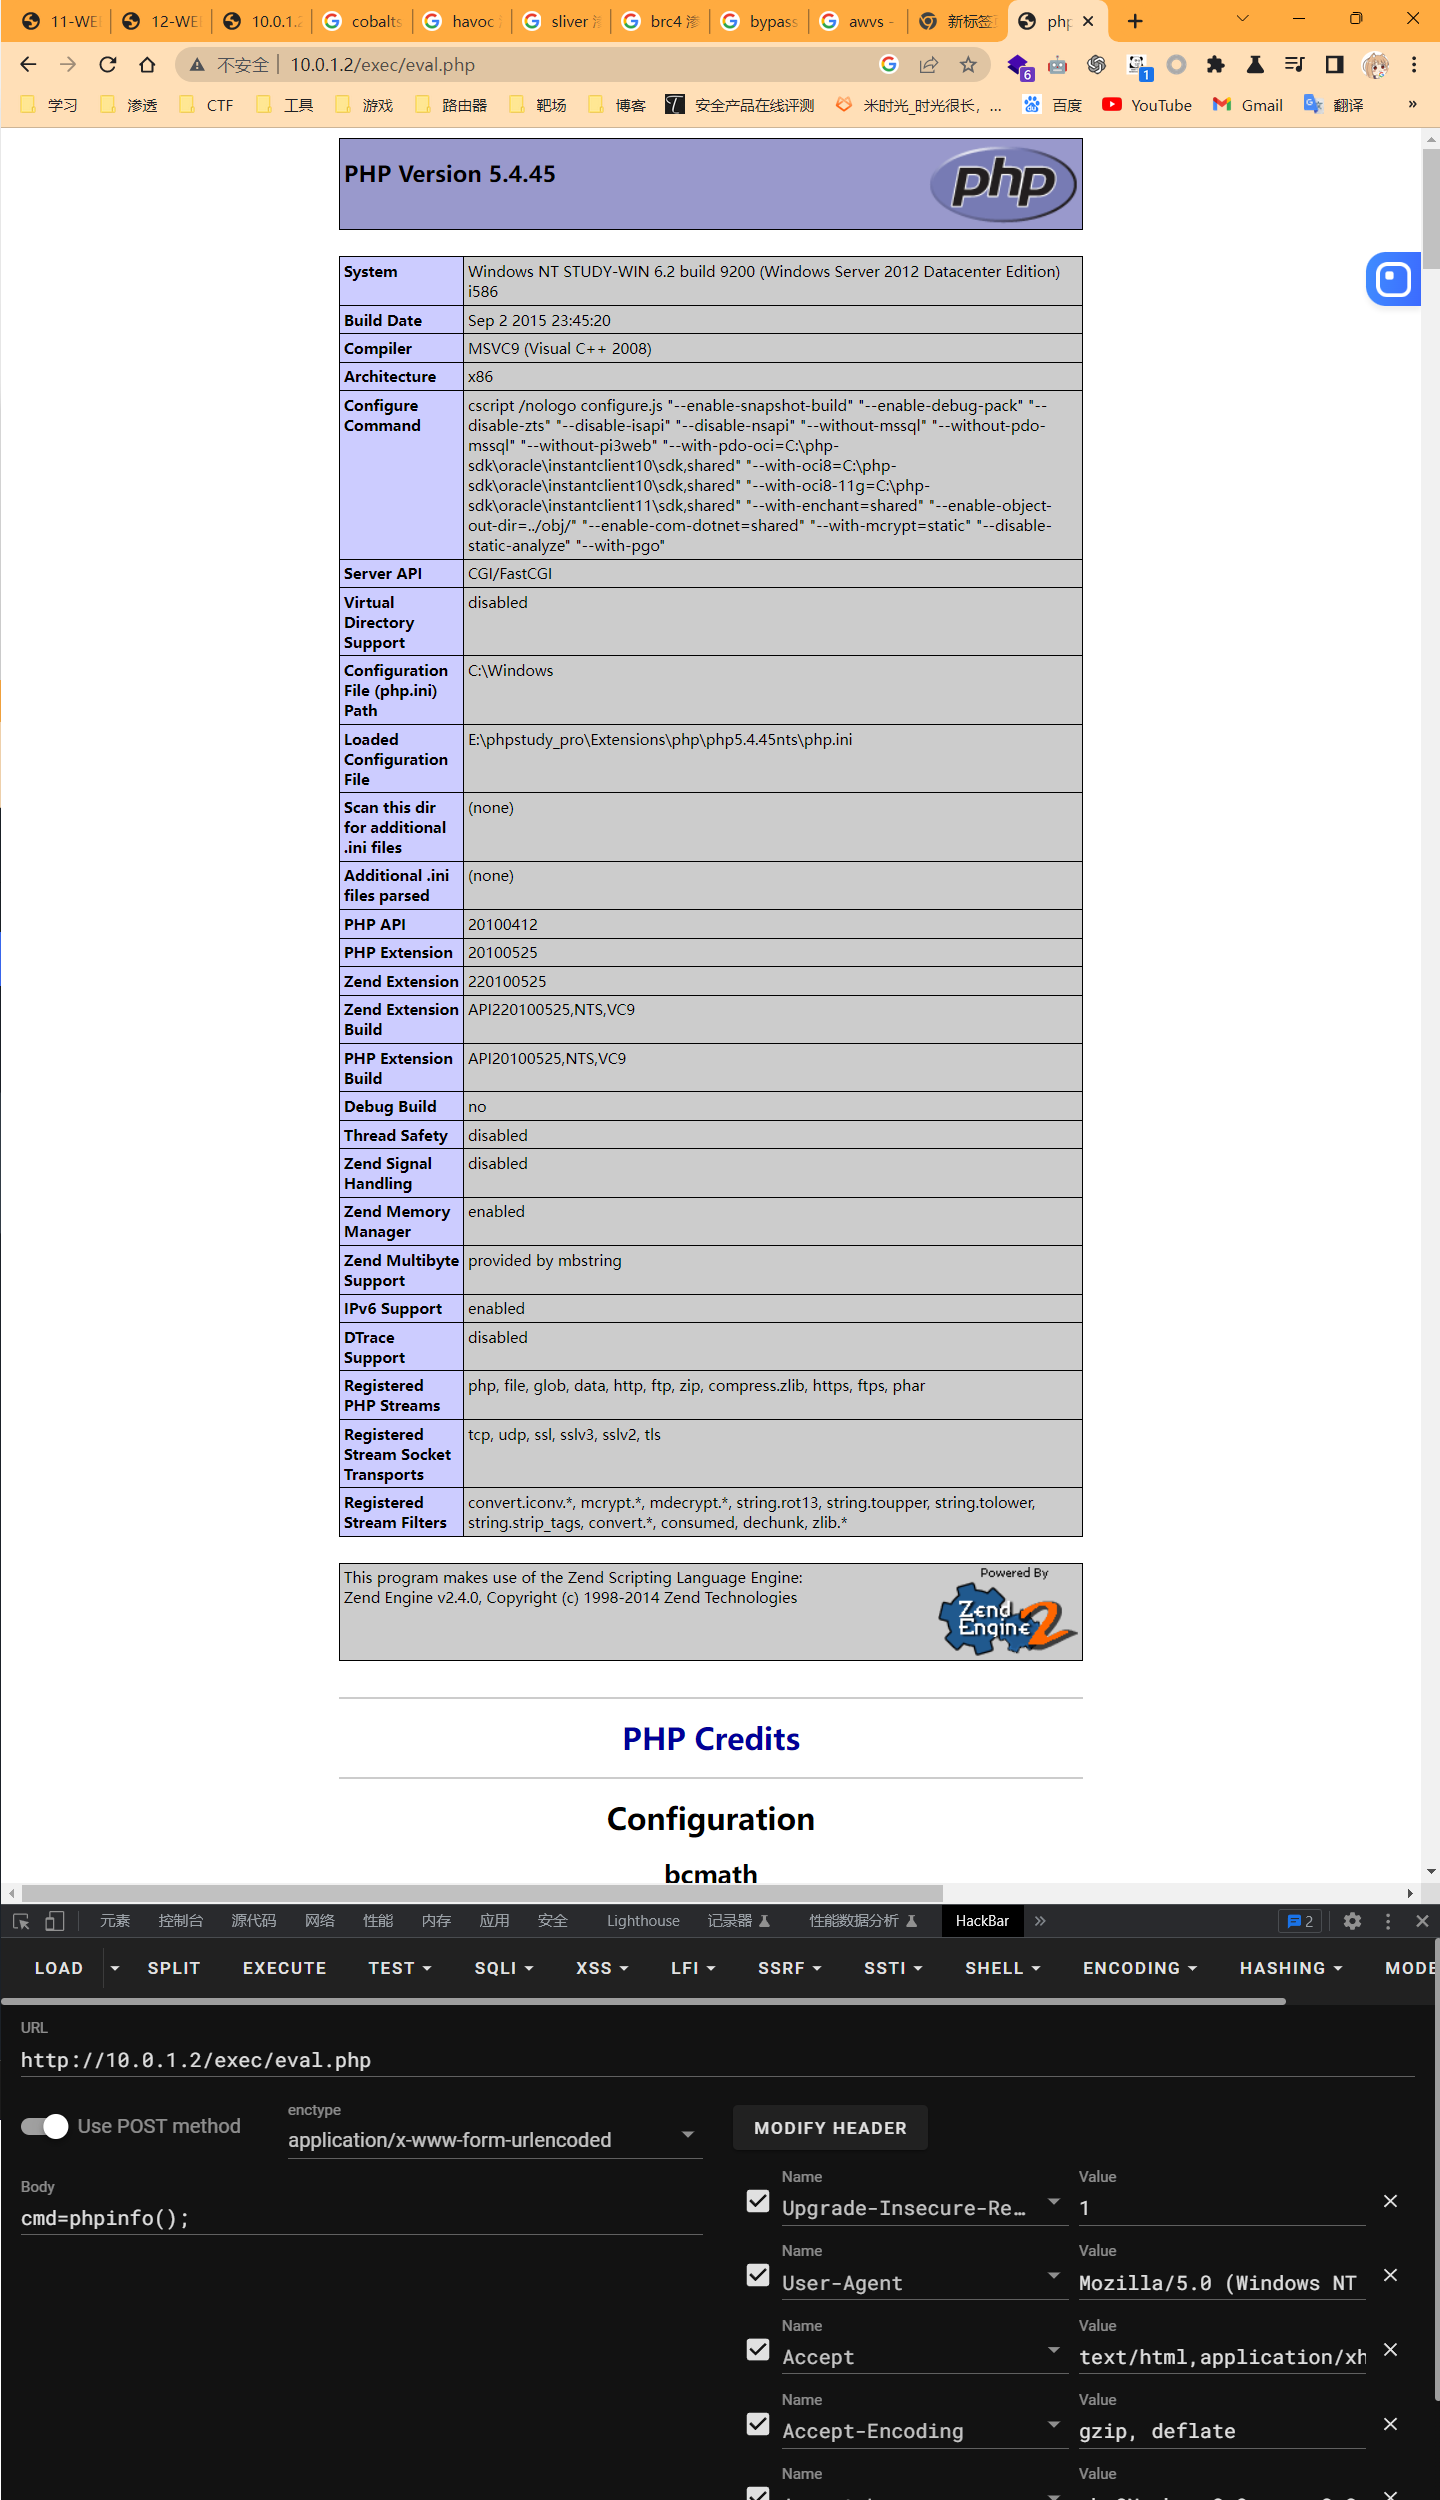 11-WEB
12-WEB
10.0.1.2
cobalts
havoc
sliver 渗
brc4 渗
bypass
awvs -
新标签页
php
不安全
10.0.1.2/exec/eval.php
6
1
学习
渗透
CTF
工具
游戏
路由器
靶场
博客
安全产品在线评测
米时光_时光很长，...
百度
YouTube
Gmail
翻译
»
PHP Version 5.4.45
php
System
Windows NT STUDY-WIN 6.2 build 9200 (Windows Server 2012 Datacenter Edition)
i586
Build Date
Sep 2 2015 23:45:20
Compiler
MSVC9 (Visual C++ 2008)
Architecture
x86
Configure
Command
cscript /nologo configure.js "--enable-snapshot-build" "--enable-debug-pack" "--
disable-zts" "--disable-isapi" "--disable-nsapi" "--without-mssql" "--without-pdo-
mssql" "--without-pi3web" "--with-pdo-oci=C:\php-
sdk\oracle\instantclient10\sdk,shared" "--with-oci8=C:\php-
sdk\oracle\instantclient10\sdk,shared" "--with-oci8-11g=C:\php-
sdk\oracle\instantclient11\sdk,shared" "--with-enchant=shared" "--enable-object-
out-dir=../obj/" "--enable-com-dotnet=shared" "--with-mcrypt=static" "--disable-
static-analyze" "--with-pgo"
Server API
CGI/FastCGI
Virtual
Directory
Support
disabled
Configuration
File (php.ini)
Path
C:\Windows
Loaded
Configuration
File
E:\phpstudy_pro\Extensions\php\php5.4.45nts\php.ini
Scan this dir
for additional
.ini files
(none)
Additional .ini
files parsed
(none)
PHP API
20100412
PHP Extension
20100525
Zend Extension
220100525
Zend Extension
Build
API220100525,NTS,VC9
PHP Extension
Build
API20100525,NTS,VC9
Debug Build
no
Thread Safety
disabled
Zend Signal
Handling
disabled
Zend Memory
Manager
enabled
Zend Multibyte
Support
provided by mbstring
IPv6 Support
enabled
DTrace
Support
disabled
Registered
PHP Streams
php, file, glob, data, http, ftp, zip, compress.zlib, https, ftps, phar
Registered
Stream Socket
Transports
tcp, udp, ssl, sslv3, sslv2, tls
Registered
Stream Filters
convert.iconv.*, mcrypt.*, mdecrypt.*, string.rot13, string.toupper, string.tolower,
string.strip_tags, convert.*, consumed, dechunk, zlib.*
This program makes use of the Zend Scripting Language Engine:
Zend Engine v2.4.0, Copyright (c) 1998-2014 Zend Technologies
Powered By
Zend
Engine 2
PHP Credits
Configuration
bcmath
元素
控制台
源代码
网络
性能
内存
应用
安全
Lighthouse
记录器
性能数据分析
HackBar
»
2
LOAD
SPLIT
EXECUTE
TEST
SQLI
XSS
LFI
SSRF
SSTI
SHELL
ENCODING
HASHING
MODE
URL
http://10.0.1.2/exec/eval.php
Use POST method
enctype
application/x-www-form-urlencoded
MODIFY HEADER
Body
cmd=phpinfo();
Name
Value
Upgrade-Insecure-Re...
1
Name
Value
User-Agent
Mozilla/5.0 (Windows NT
Name
Value
Accept
text/html,application/xh
Name
Value
Accept-Encoding
gzip, deflate
Name
Value